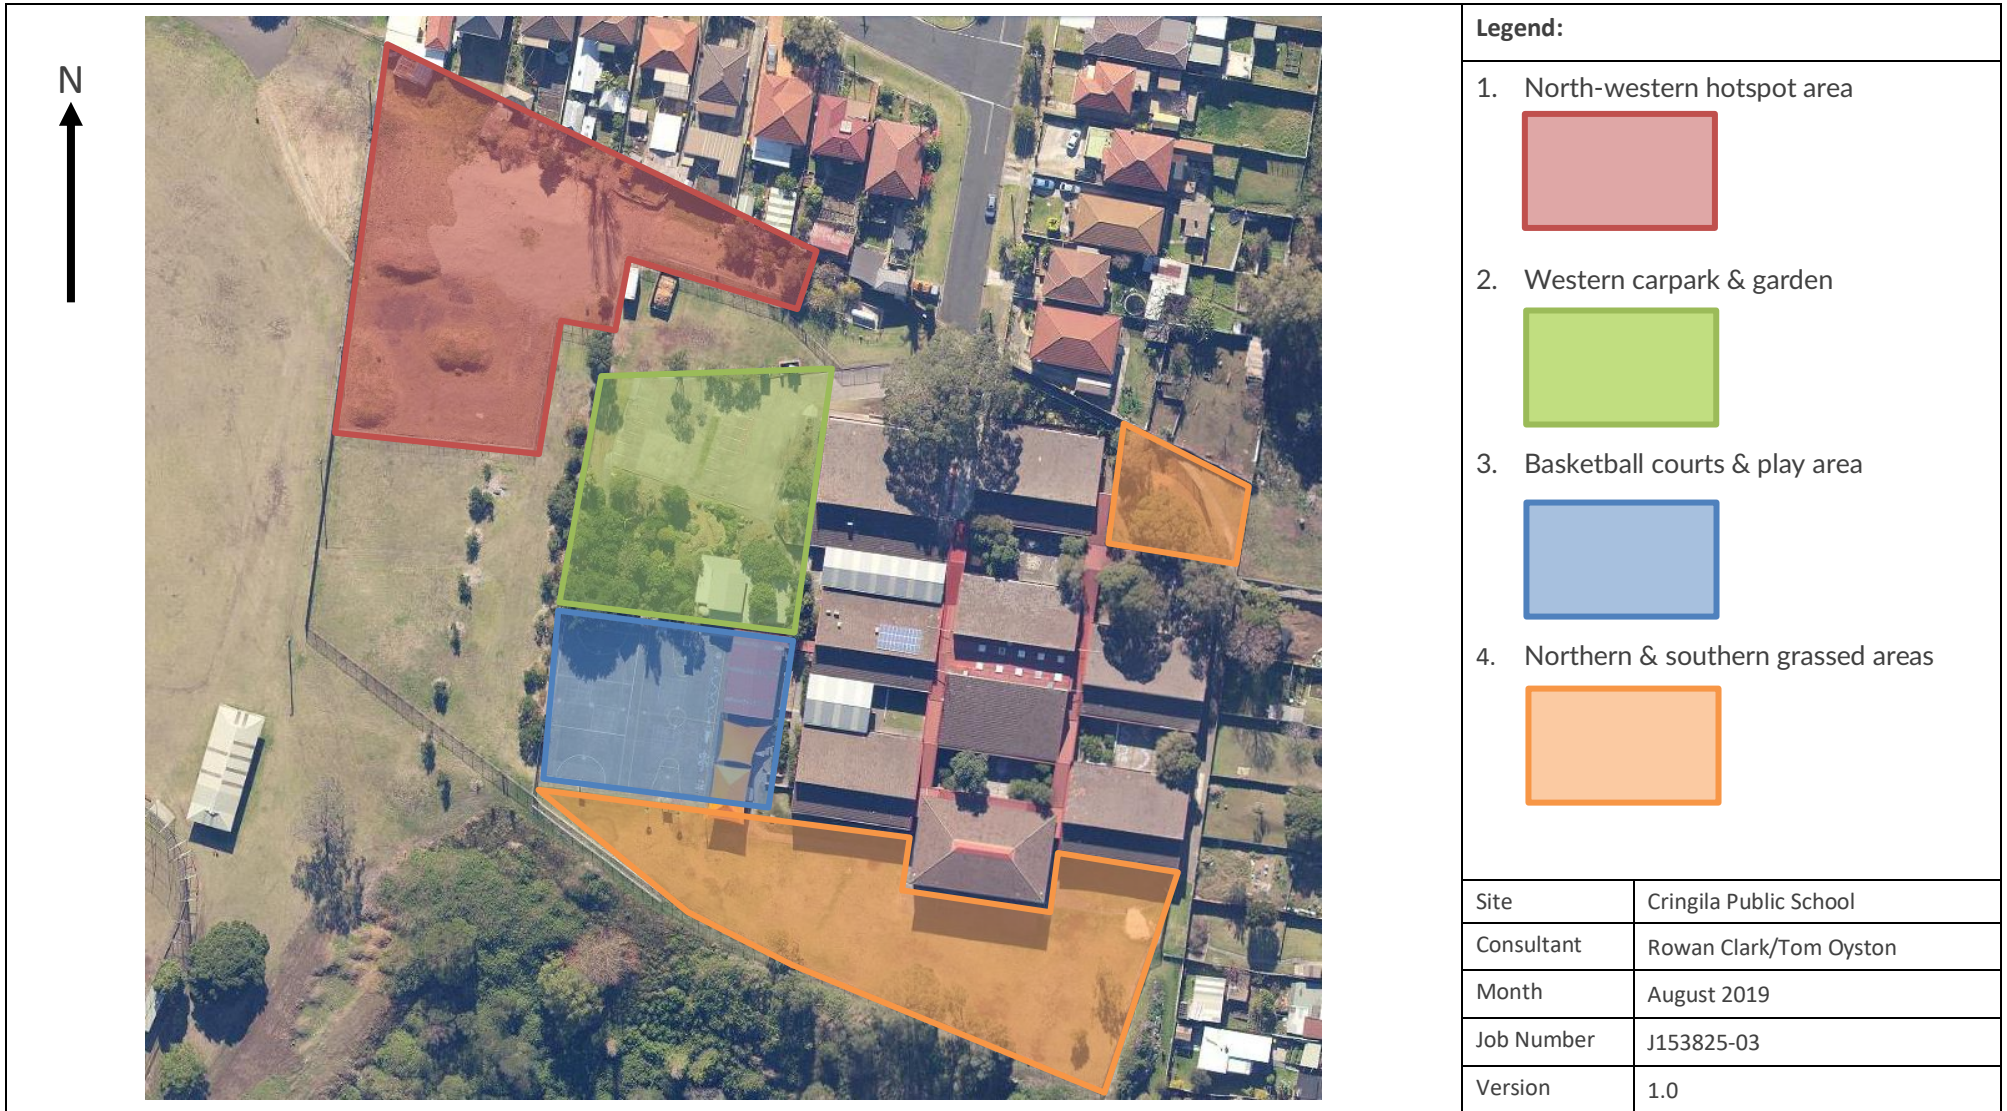 N
Legend:
1. North-western hotspot area
2. Western carpark & garden
3. Basketball courts & play area
4. Northern & southern grassed areas
Site Cringila Public School
Consultant Rowan Clark/Tom Oyston
Month August 2019
Job Number J153825-03
Version 1.0